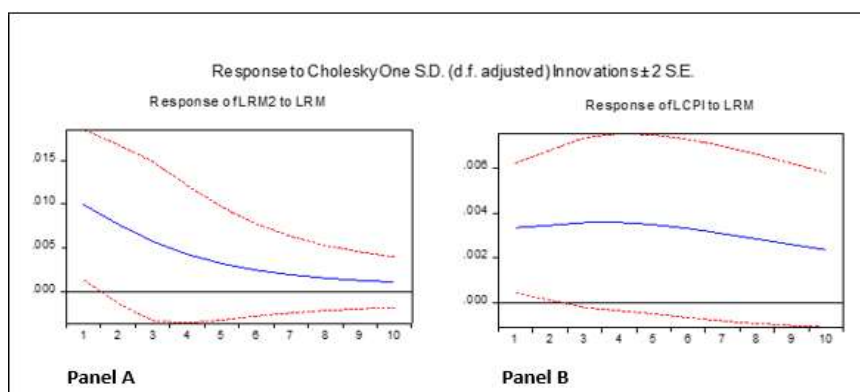 Response to Cholesky One S.D. (d.f. adjusted) Innovations ± 2 S.E.
Response of LRM2 to LRM
Response of LCPI to LRM
.015
.010
.005
.000
1 2 3 4 5 6 7 8 9 10
.006
.004
.002
.000
1 2 3 4 5 6 7 8 9 10
Panel A
Panel B